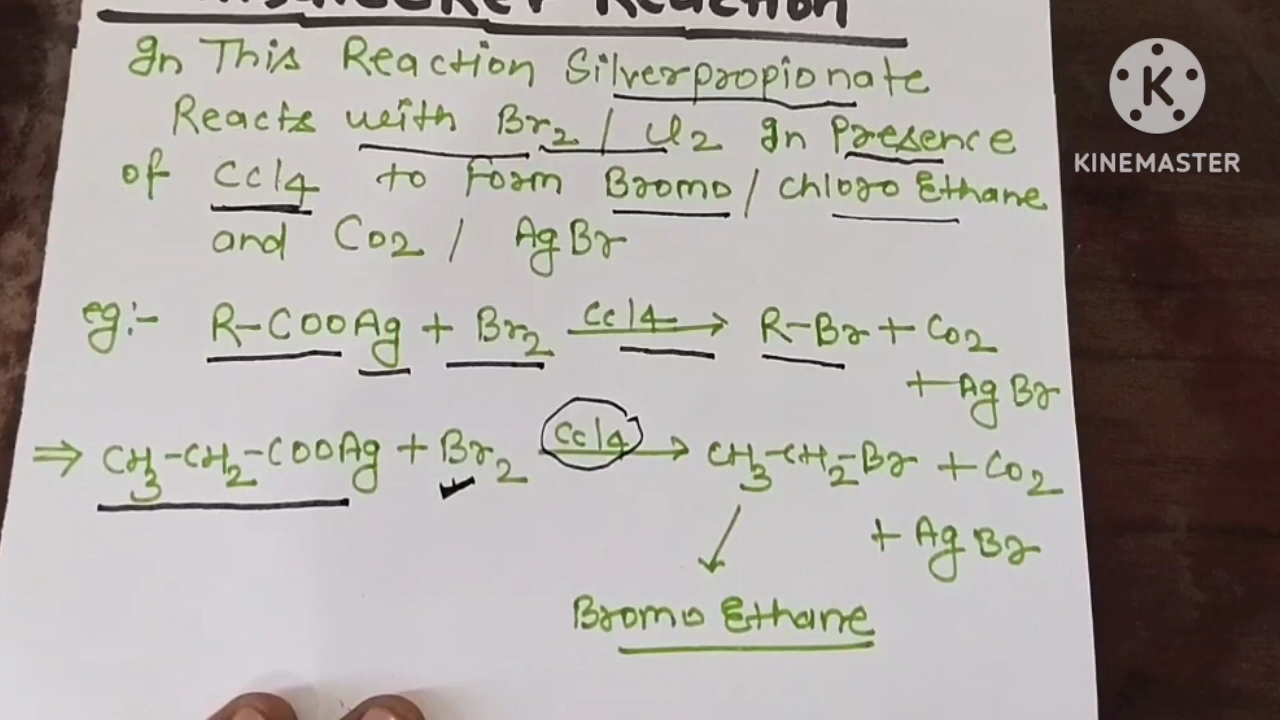 Reaction
In This Reaction Silverpropionate
Reacts with Br2 / Cl2 In Presence
of CCl4 to Form Bromo / chloro Ethane
and CO2 / AgBr
eg:- R-COOAg + Br2 CCl4 → R-Br + CO2
+ AgBr
⇒ CH3-CH2-COOAg + Br2 CCl4 → CH3-CH2-Br + CO2
+ AgBr
Bromo Ethane
K
KINEMASTER